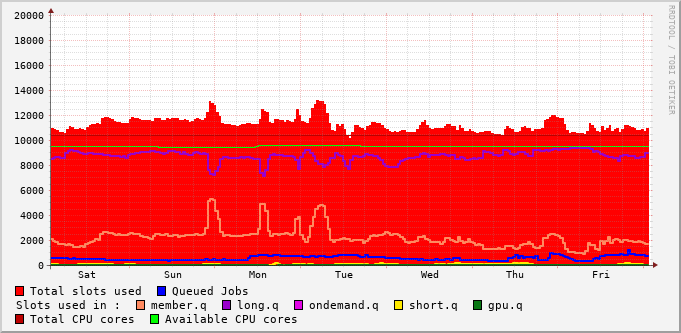 20000
18000
16000
14000
12000
10000
8000
6000
4000
2000
0
Sat Sun Mon Tue Wed Thu Fri
RRDTOOL / TOBI OETIKER
Total slots used Queued Jobs
Slots used in : member.q long.q ondemand.q short.q gpu.q
Total CPU cores Available CPU cores